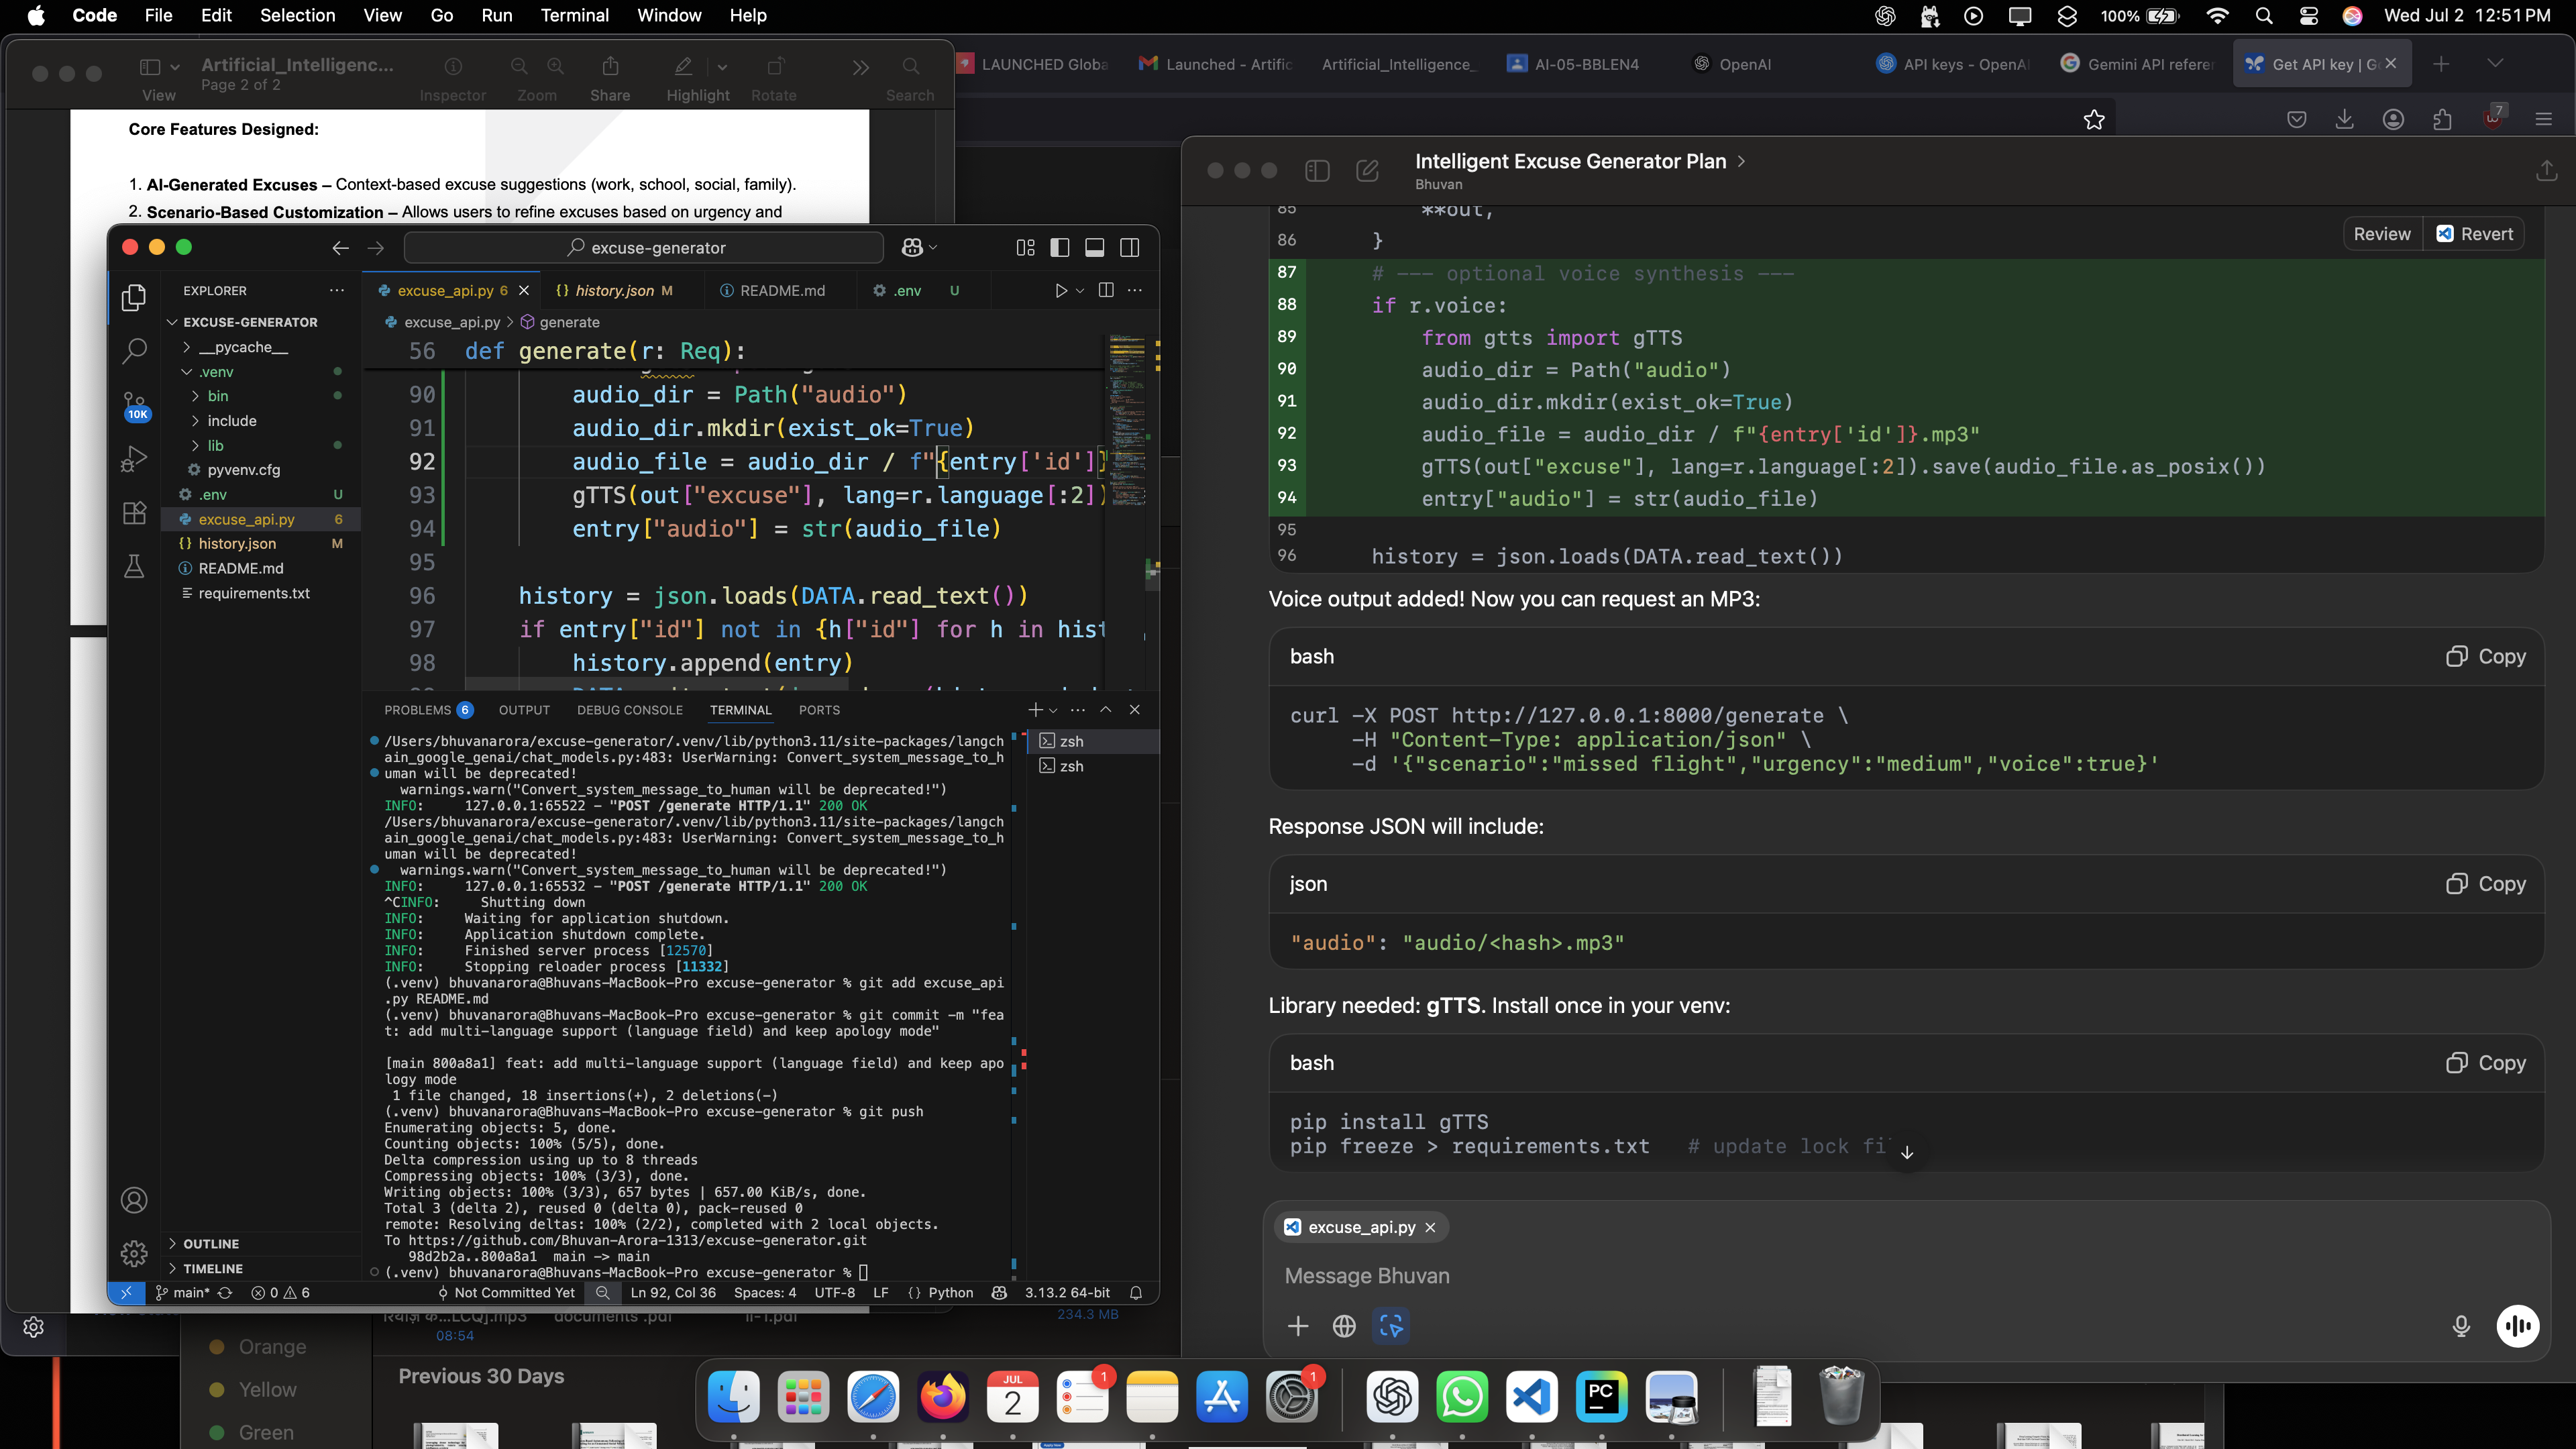 Code File Edit Selection View Go Run Terminal Window Help
100% Wed Jul 2 12:51 PM
Artificial_Intelligenc...
Page 2 of 2
View Inspector Zoom Share Highlight Rotate Search
LAUNCHED Globa
Launched - Artific
Artificial_Intelligence_
AI-05-BBLEN4
OpenAI
API keys - OpenAI
Gemini API referer
Get API key | G
7
Core Features Designed:
1. AI-Generated Excuses – Context-based excuse suggestions (work, school, social, family).
2. Scenario-Based Customization – Allows users to refine excuses based on urgency and
excuse-generator
EXPLORER
EXCUSE-GENERATOR
__pycache__
.venv
bin
include
lib
pyvenv.cfg
.env U
excuse_api.py 6
history.json M
README.md
requirements.txt
OUTLINE
TIMELINE
10K
excuse_api.py 6
{} history.json M
README.md
.env U
excuse_api.py > generate
56 def generate(r: Req):
90 audio_dir = Path("audio")
91 audio_dir.mkdir(exist_ok=True)
92 audio_file = audio_dir / f"{entry['id']}
93 gTTS(out["excuse"], lang=r.language[:2])
94 entry["audio"] = str(audio_file)
95
96 history = json.loads(DATA.read_text())
97 if entry["id"] not in {h["id"] for h in hist
98 history.append(entry)
PROBLEMS 6 OUTPUT DEBUG CONSOLE TERMINAL PORTS
zsh
zsh
/Users/bhuvanarora/excuse-generator/.venv/lib/python3.11/site-packages/langch
ain_google_genai/chat_models.py:483: UserWarning: Convert_system_message_to_h
uman will be deprecated!
warnings.warn("Convert_system_message_to_human will be deprecated!")
INFO: 127.0.0.1:65522 - "POST /generate HTTP/1.1" 200 OK
/Users/bhuvanarora/excuse-generator/.venv/lib/python3.11/site-packages/langch
ain_google_genai/chat_models.py:483: UserWarning: Convert_system_message_to_h
uman will be deprecated!
warnings.warn("Convert_system_message_to_human will be deprecated!")
INFO: 127.0.0.1:65532 - "POST /generate HTTP/1.1" 200 OK
^CINFO: Shutting down
INFO: Waiting for application shutdown.
INFO: Application shutdown complete.
INFO: Finished server process [12570]
INFO: Stopping reloader process [11332]
(.venv) bhuvanarora@Bhuvans-MacBook-Pro excuse-generator % git add excuse_api
.py README.md
(.venv) bhuvanarora@Bhuvans-MacBook-Pro excuse-generator % git commit -m "fea
t: add multi-language support (language field) and keep apology mode"
[main 800a8a1] feat: add multi-language support (language field) and keep apo
logy mode
1 file changed, 18 insertions(+), 2 deletions(-)
(.venv) bhuvanarora@Bhuvans-MacBook-Pro excuse-generator % git push
Enumerating objects: 5, done.
Counting objects: 100% (5/5), done.
Delta compression using up to 8 threads
Compressing objects: 100% (3/3), done.
Writing objects: 100% (3/3), 657 bytes | 657.00 KiB/s, done.
Total 3 (delta 2), reused 0 (delta 0), pack-reused 0
remote: Resolving deltas: 100% (2/2), completed with 2 local objects.
To https://github.com/Bhuvan-Arora-1313/excuse-generator.git
98d2b2a..800a8a1 main -> main
(.venv) bhuvanarora@Bhuvans-MacBook-Pro excuse-generator %
main* 0 6 Not Committed Yet Ln 92, Col 36 Spaces: 4 UTF-8 LF {} Python 3.13.2 64-bit
Intelligent Excuse Generator Plan >
Bhuvan
Review Revert
85 **out,
86 }
87 # --- optional voice synthesis ---
88 if r.voice:
89 from gtts import gTTS
90 audio_dir = Path("audio")
91 audio_dir.mkdir(exist_ok=True)
92 audio_file = audio_dir / f"{entry['id']}.mp3"
93 gTTS(out["excuse"], lang=r.language[:2]).save(audio_file.as_posix())
94 entry["audio"] = str(audio_file)
95
96 history = json.loads(DATA.read_text())
Voice output added! Now you can request an MP3:
bash Copy
curl -X POST http://127.0.0.1:8000/generate \
-H "Content-Type: application/json" \
-d '{"scenario":"missed flight","urgency":"medium","voice":true}'
Response JSON will include:
json Copy
"audio": "audio/<hash>.mp3"
Library needed: gTTS. Install once in your venv:
bash Copy
pip install gTTS
pip freeze > requirements.txt # update lock fi
excuse_api.py
Message Bhuvan
08:54
234.3 MB
Orange
Yellow
Green
Previous 30 Days
JUL
2
1
1
PC